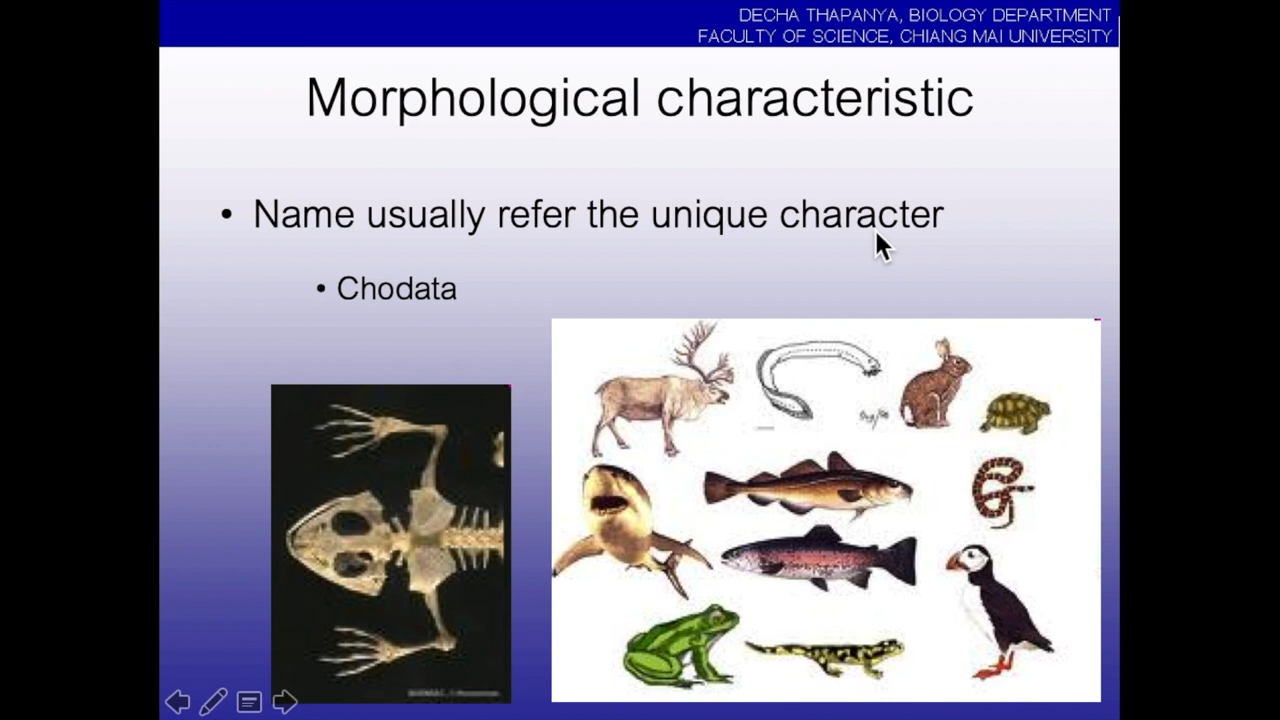 DECHA THAPANYA, BIOLOGY DEPARTMENT
FACULTY OF SCIENCE, CHIANG MAI UNIVERSITY
Morphological characteristic
• Name usually refer the unique character
• Chodata